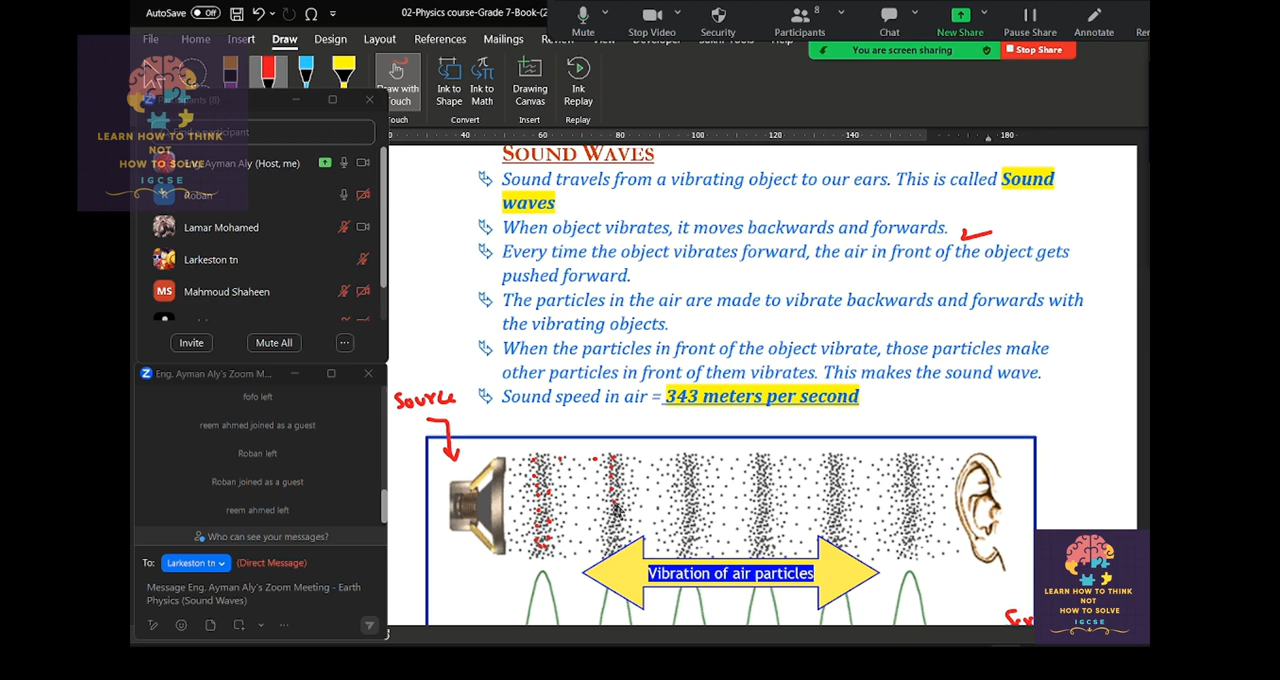 AutoSave Off
02-Physics course-Grade 7-Book-(2
Mute
Stop Video
Security
8
Participants
Chat
New Share
Pause Share
Annotate
File Home Insert Draw Design Layout References Mailings
You are screen sharing
Stop Share
Draw with Touch
Ink to Shape
Ink to Math
Drawing Canvas
Ink Replay
Touch
Convert
Insert
Replay
LEARN HOW TO THINK
NOT
HOW TO SOLVE
IGCSE
Participants (8)
Eng. Ayman Aly (Host, me)
Roban
Lamar Mohamed
Larkeston tn
MS Mahmoud Shaheen
Invite
Mute All
40 60 80 100 120 140 180
SOUND WAVES
Sound travels from a vibrating object to our ears. This is called Sound
waves
When object vibrates, it moves backwards and forwards.
Every time the object vibrates forward, the air in front of the object gets
pushed forward.
The particles in the air are made to vibrate backwards and forwards with
the vibrating objects.
When the particles in front of the object vibrate, those particles make
other particles in front of them vibrates. This makes the sound wave.
Sound speed in air = 343 meters per second
Source
Vibration of air particles
Eng. Ayman Aly's Zoom M...
fofo left
reem ahmed joined as a guest
Roban left
Roban joined as a guest
reem ahmed left
Who can see your messages?
To: Larkeston tn (Direct Message)
Message Eng. Ayman Aly's Zoom Meeting - Earth
Physics (Sound Waves)
LEARN HOW TO THINK
NOT
HOW TO SOLVE
IGCSE